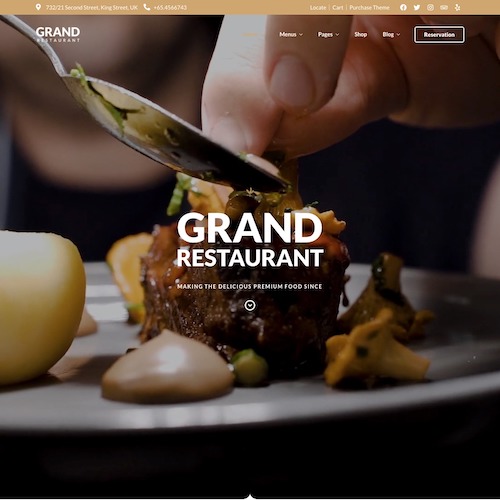 732/21 Second Street, King Street, UK +65.4566743 Locate | Cart | Purchase Theme
GRAND
RESTAURANT
Home Menus Pages Shop Blog Reservation
GRAND
RESTAURANT
MAKING THE DELICIOUS PREMIUM FOOD SINCE